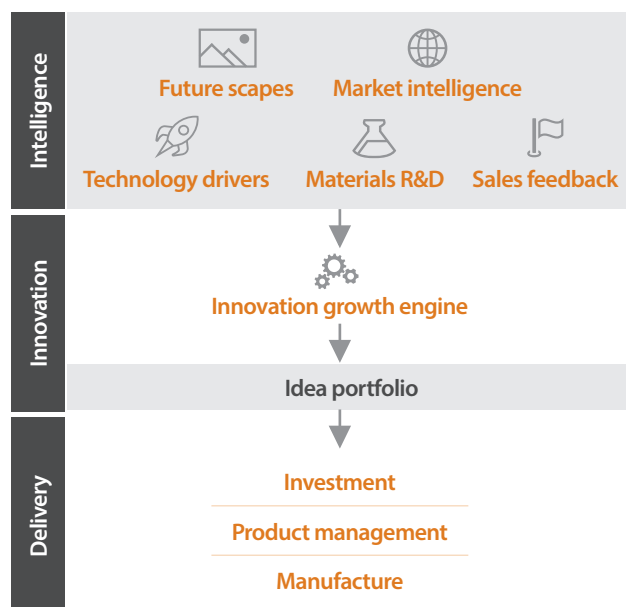 Intelligence
Future scapes
Market intelligence
Technology drivers
Materials R&D
Sales feedback
Innovation
Innovation growth engine
Idea portfolio
Delivery
Investment
Product management
Manufacture